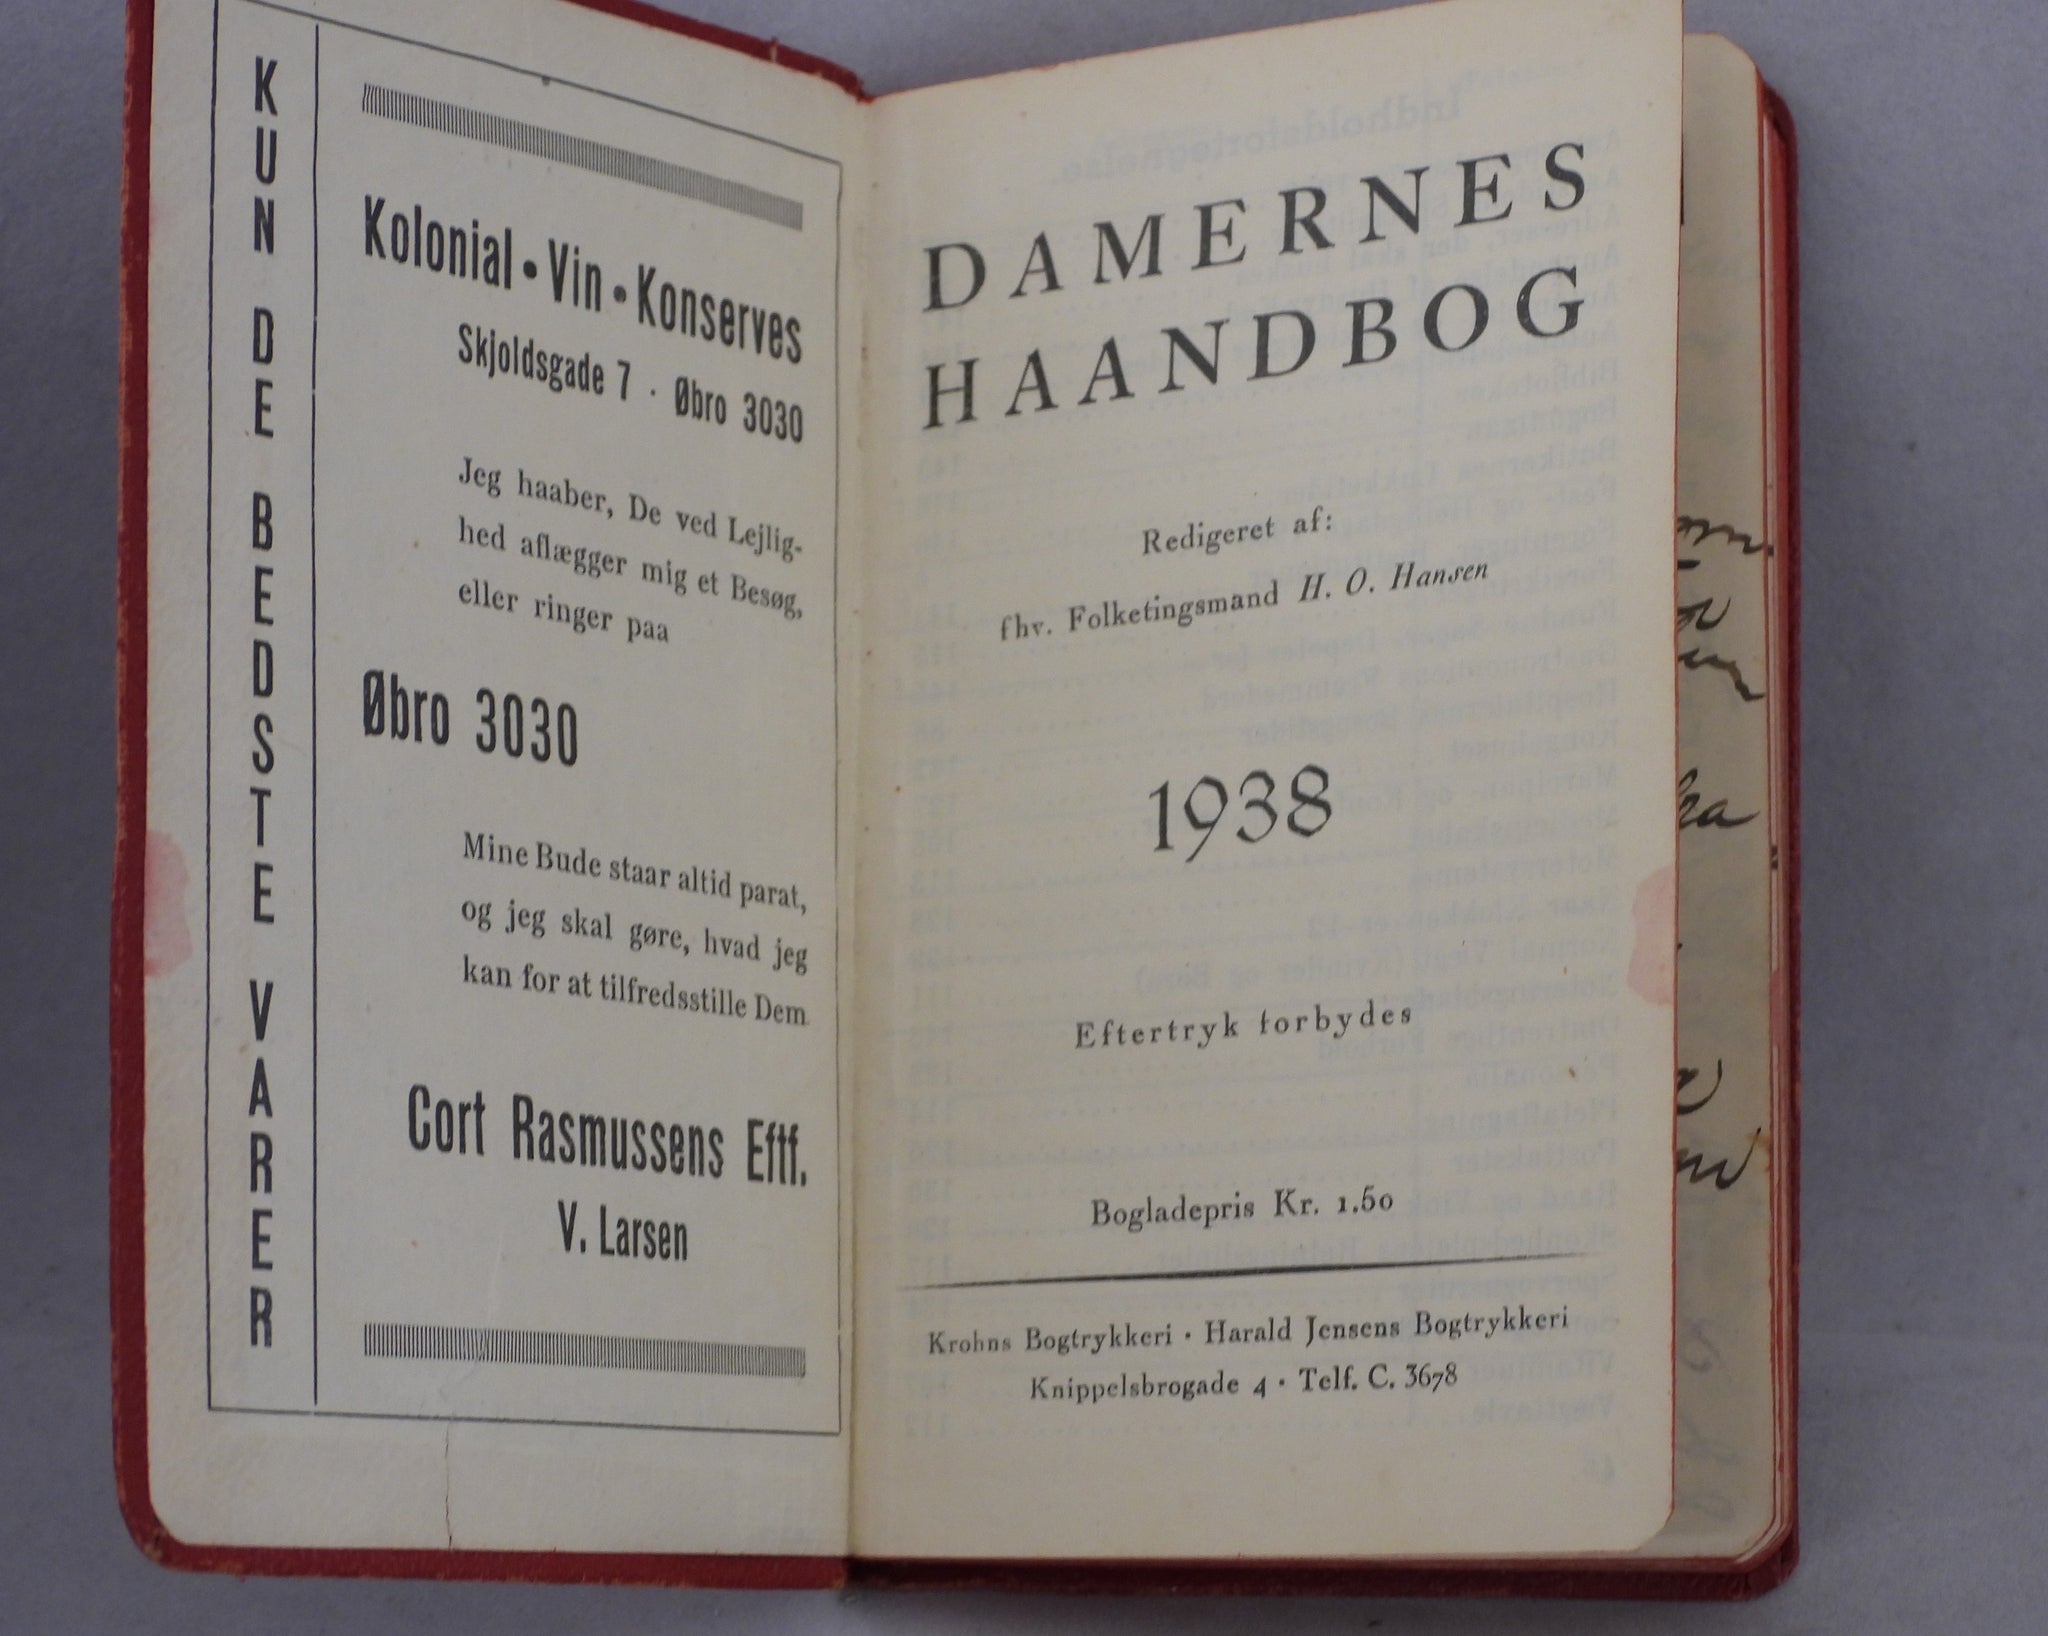 KUN DE BEDSTE VARER
Kolonial • Vin • Konserves
Skjoldsgade 7 · Øbro 3030
Jeg haaber, De ved Lejlig-
hed aflægger mig et Besøg,
eller ringer paa
Øbro 3030
Mine Bude staar altid parat,
og jeg skal gøre, hvad jeg
kan for at tilfredsstille Dem
Cort Rasmussens Eftf.
V. Larsen
DAMERNES
HAANDBOG
Redigeret af:
fhv. Folketingsmand H. O. Hansen
1938
Eftertryk forbydes
Bogladepris Kr. 1.50
Krohns Bogtrykkeri · Harald Jensens Bogtrykkeri
Knippelsbrogade 4 · Telf. C. 3678